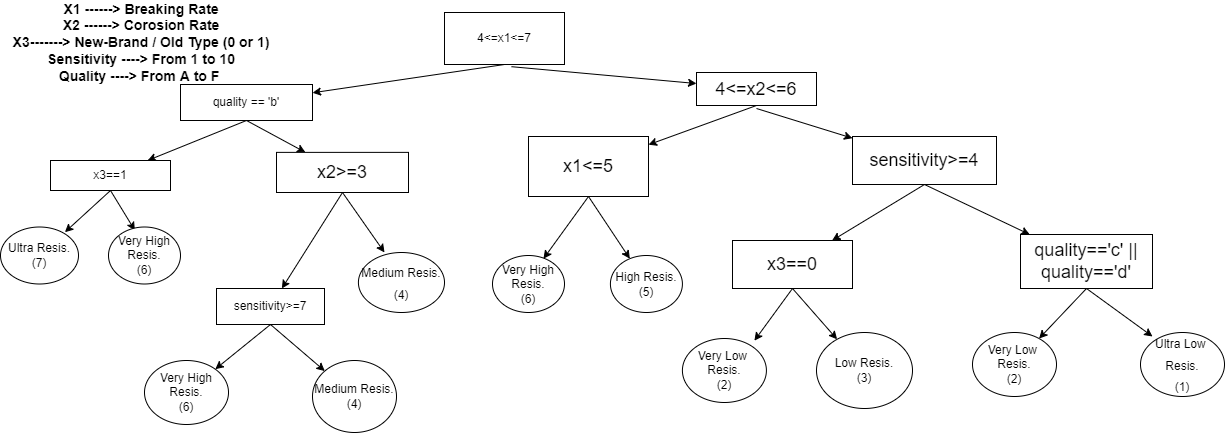 X1 ------> Breaking Rate
X2 ------> Corosion Rate
X3-------> New-Brand / Old Type (0 or 1)
Sensitivity ----> From 1 to 10
Quality ----> From A to F
4<=x1<=7
quality == 'b'
4<=x2<=6
x3==1
x2>=3
x1<=5
sensitivity>=4
Ultra Resis.
(7)
Very High
Resis.
(6)
Medium Resis.
(4)
Very High
Resis.
(6)
High Resis.
(5)
x3==0
quality=='c' ||
quality=='d'
sensitivity>=7
Very High
Resis.
(6)
Medium Resis.
(4)
Very Low
Resis.
(2)
Low Resis.
(3)
Very Low
Resis.
(2)
Ultra Low
Resis.
(1)